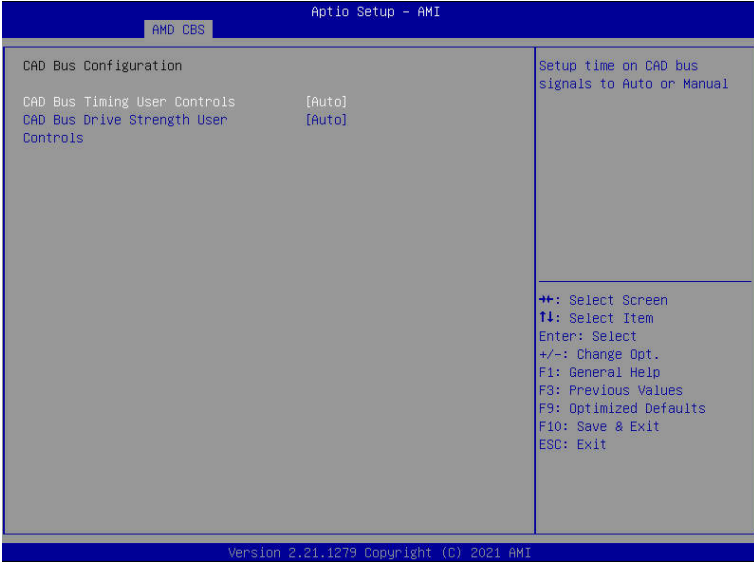 Aptio Setup – AMI
AMD CBS
CAD Bus Configuration
CAD Bus Timing User Controls [Auto]
CAD Bus Drive Strength User [Auto]
Controls
Setup time on CAD bus
signals to Auto or Manual
→←: Select Screen
↑↓: Select Item
Enter: Select
+/-: Change Opt.
F1: General Help
F3: Previous Values
F9: Optimized Defaults
F10: Save & Exit
ESC: Exit
Version 2.21.1279 Copyright (C) 2021 AMI